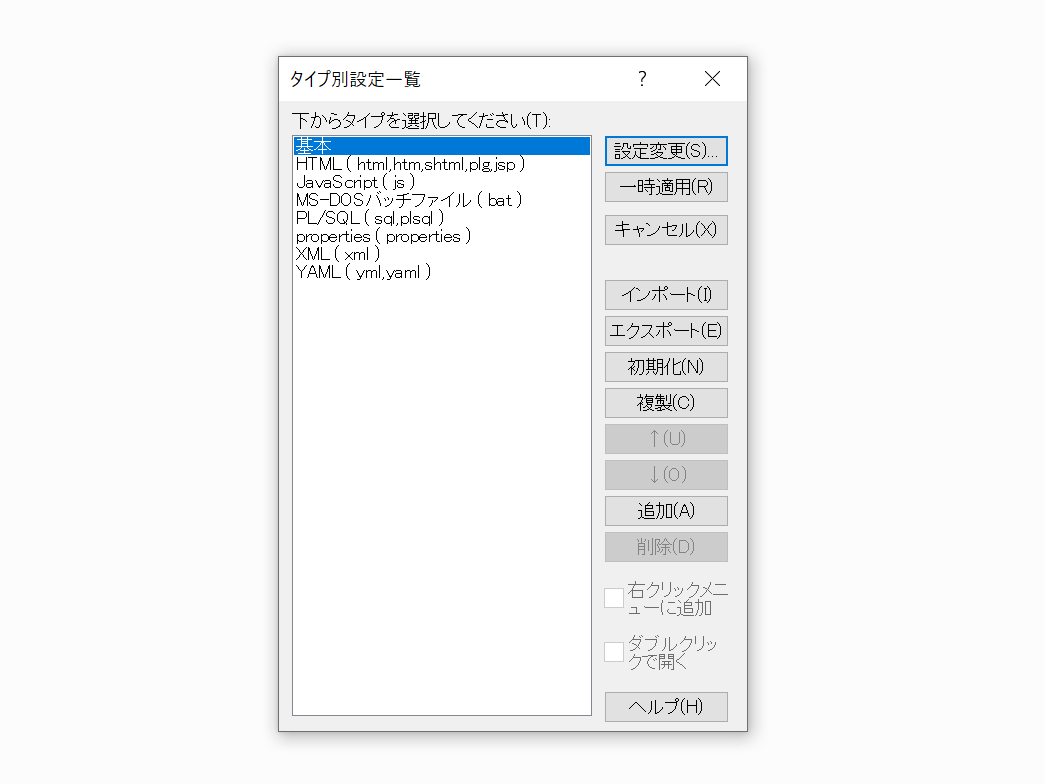 タイプ別設定一覧
?
下からタイプを選択してください(T):
基本
HTML ( html,htm,shtml,plg,jsp )
JavaScript ( js )
MS-DOSバッチファイル ( bat )
PL/SQL ( sql,plsql )
properties ( properties )
XML ( xml )
YAML ( yml,yaml )
設定変更(S)...
一時適用(R)
キャンセル(X)
インポート(I)
エクスポート(E)
初期化(N)
複製(C)
↑(U)
↓(O)
追加(A)
削除(D)
右クリックメニ
ューに追加
ダブルクリッ
クで開く
ヘルプ(H)